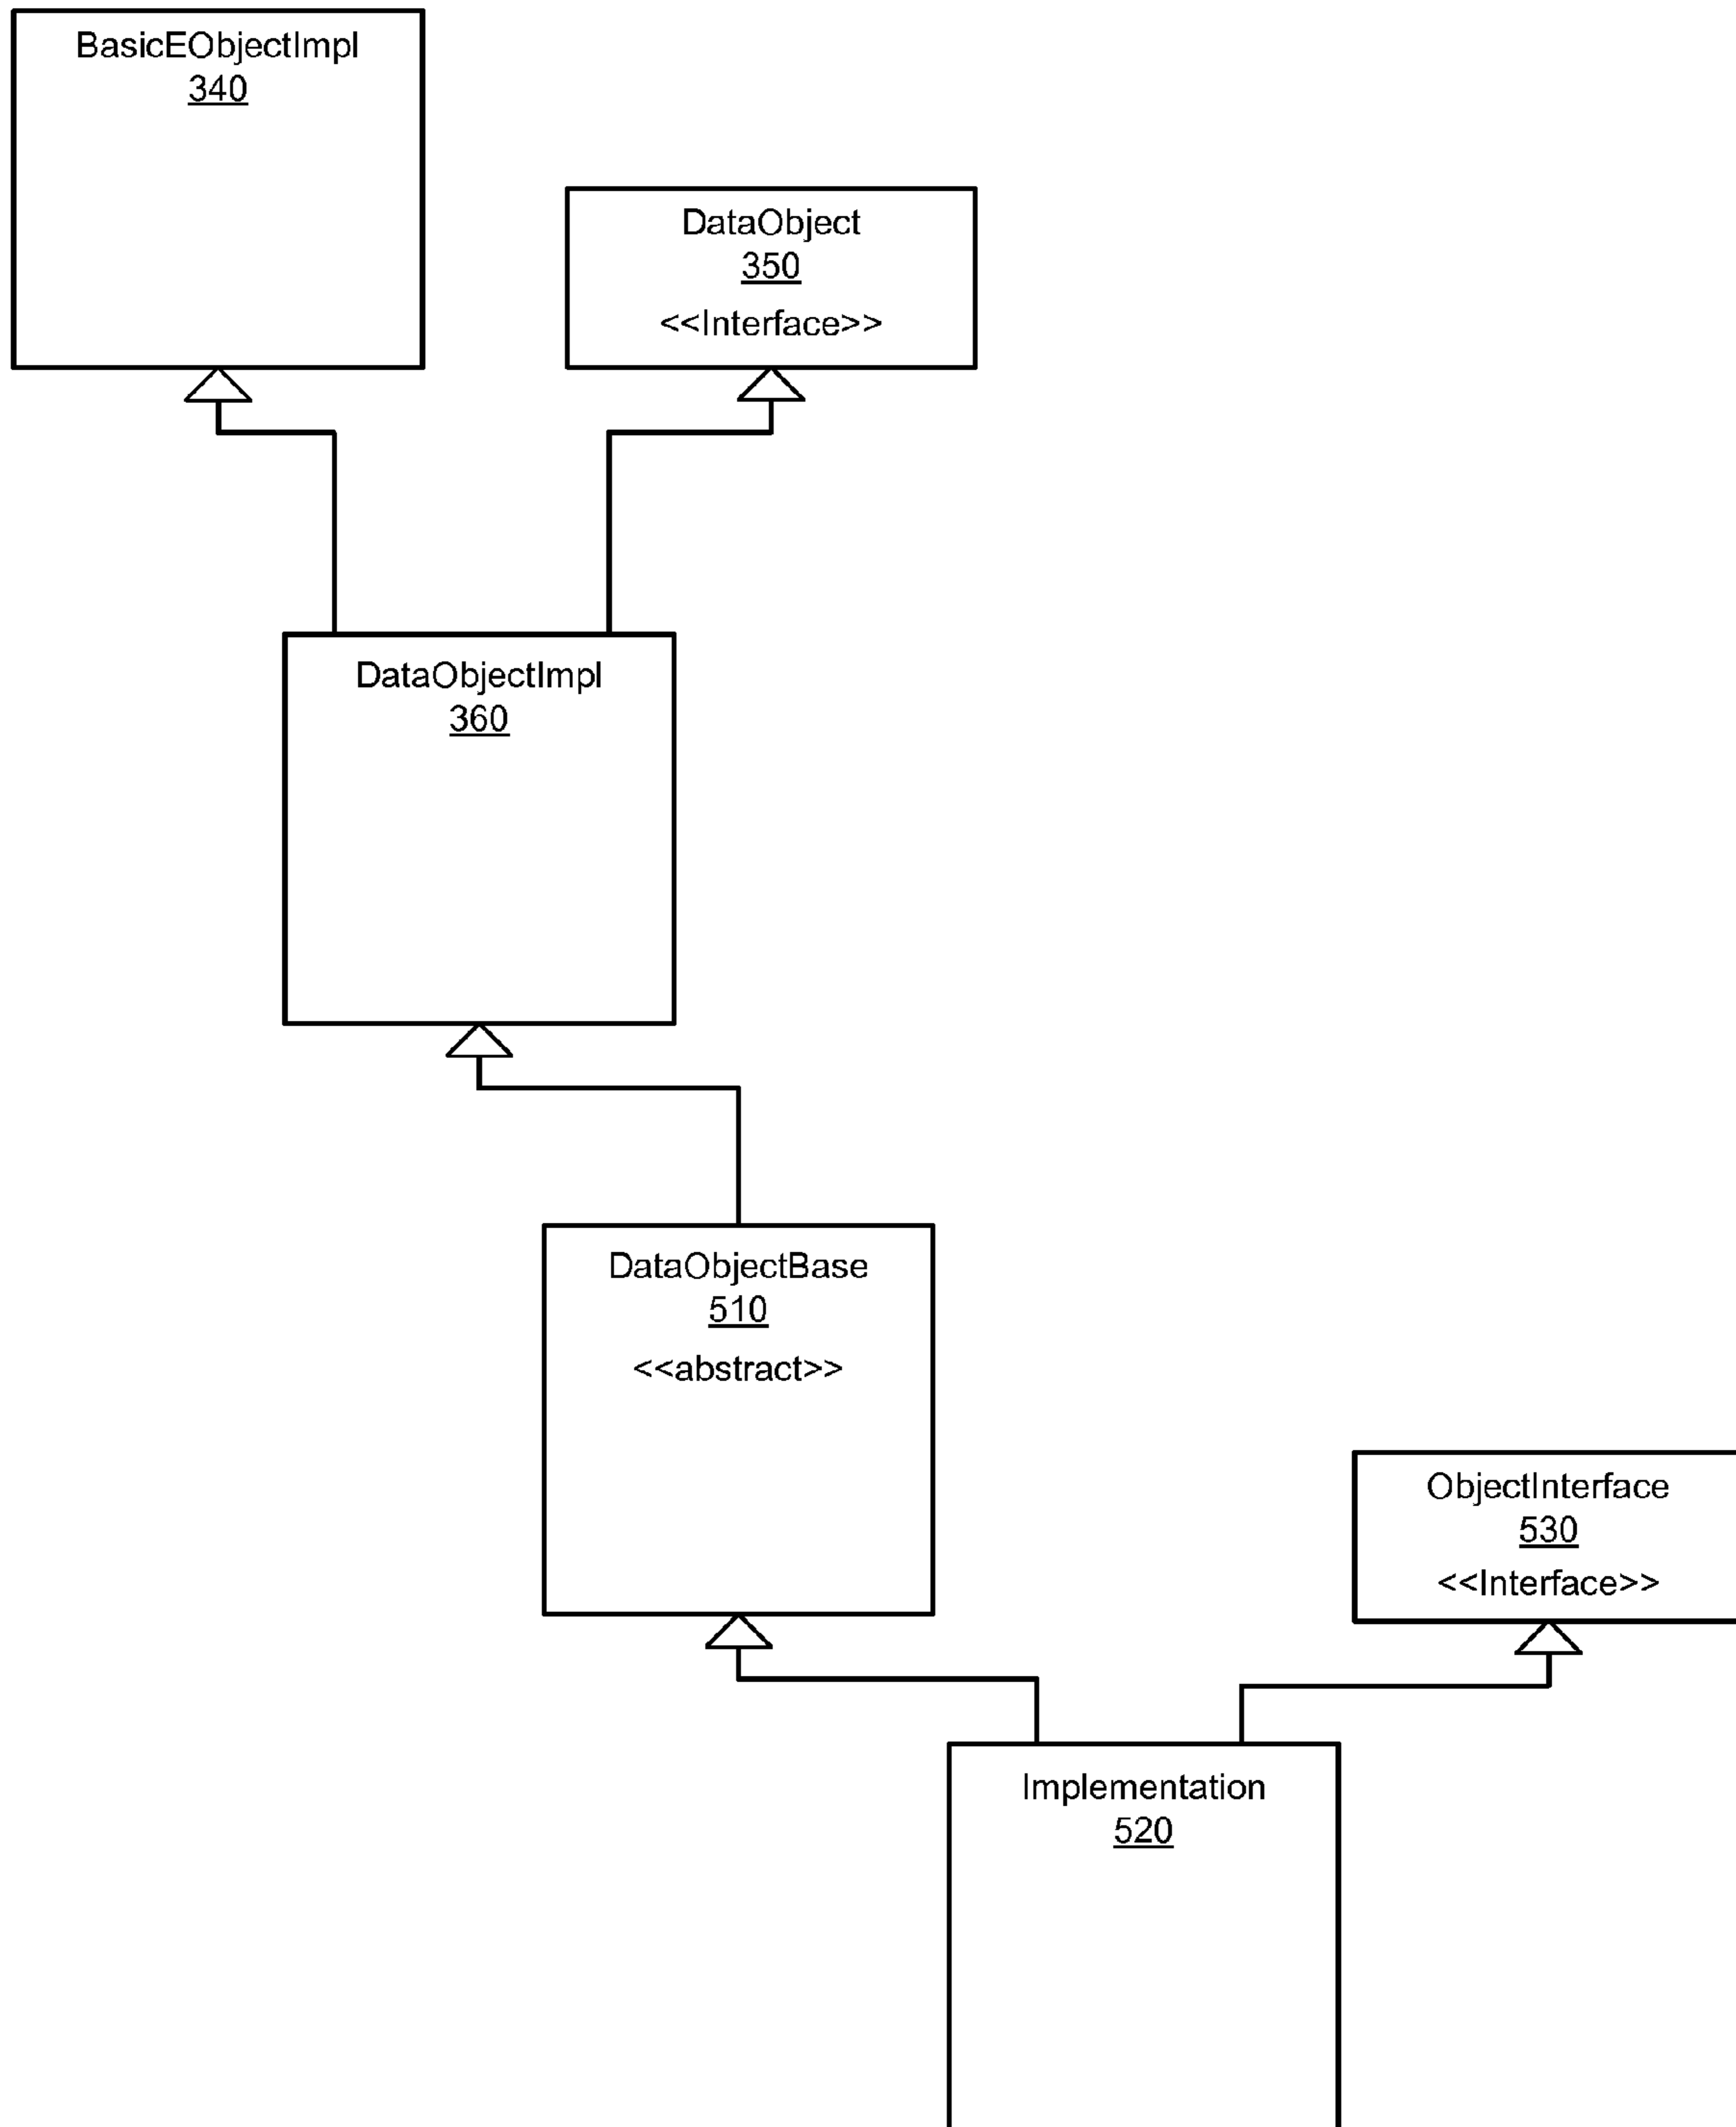 BasicEObjectImpl
340
DataObject
350
<<Interface>>
DataObjectImpl
360
DataObjectBase
510
<<abstract>>
ObjectInterface
530
<<Interface>>
Implementation
520